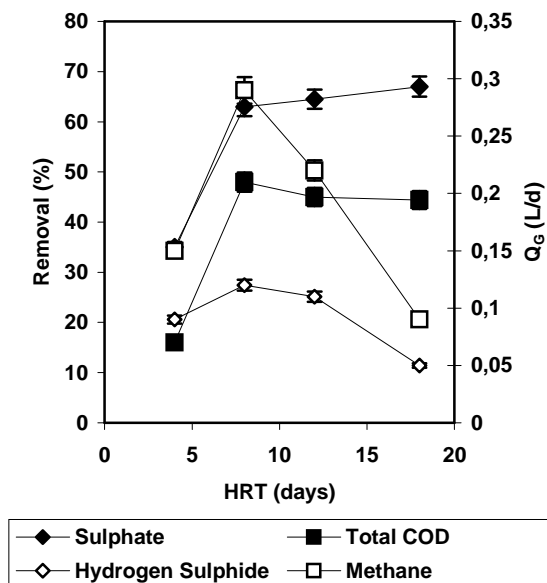 80
70
60
50
40
30
20
10
0
Removal (%)
0,35
0,3
0,25
0,2
0,15
0,1
0,05
0
Q_G (L/d)
0 5 10 15 20
HRT (days)
Sulphate Total COD
Hydrogen Sulphide Methane